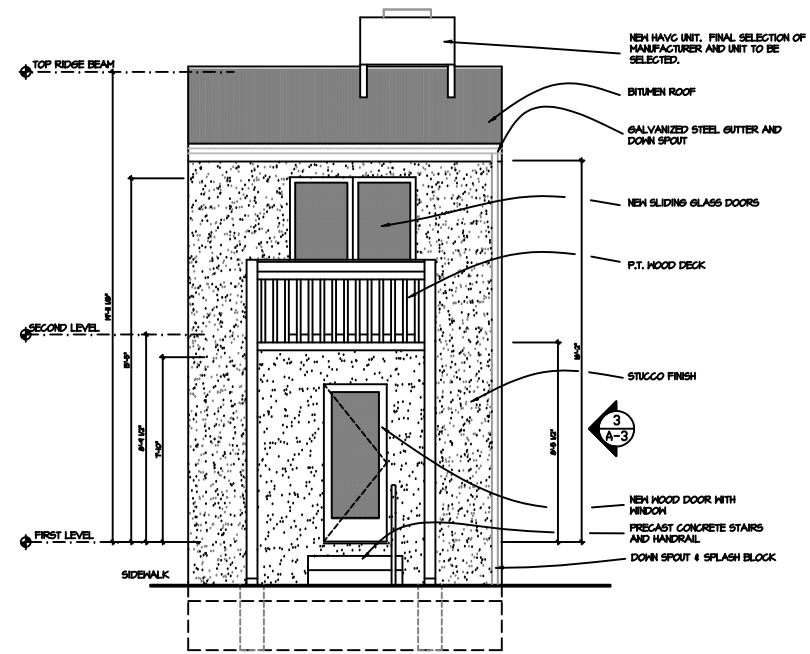 NEW HAVC UNIT. FINAL SELECTION OF
MANUFACTURER AND UNIT TO BE
SELECTED.
TOP RIDGE BEAM
BITUMEN ROOF
GALVANIZED STEEL GUTTER AND
DOWN SPOUT
NEW SLIDING GLASS DOORS
P.T. WOOD DECK
SECOND LEVEL
STUCCO FINISH
3
A-3
NEW WOOD DOOR WITH
WINDOW
PRECAST CONCRETE STAIRS
AND HANDRAIL
FIRST LEVEL
DOWN SPOUT & SPLASH BLOCK
SIDEWALK
7'-10"